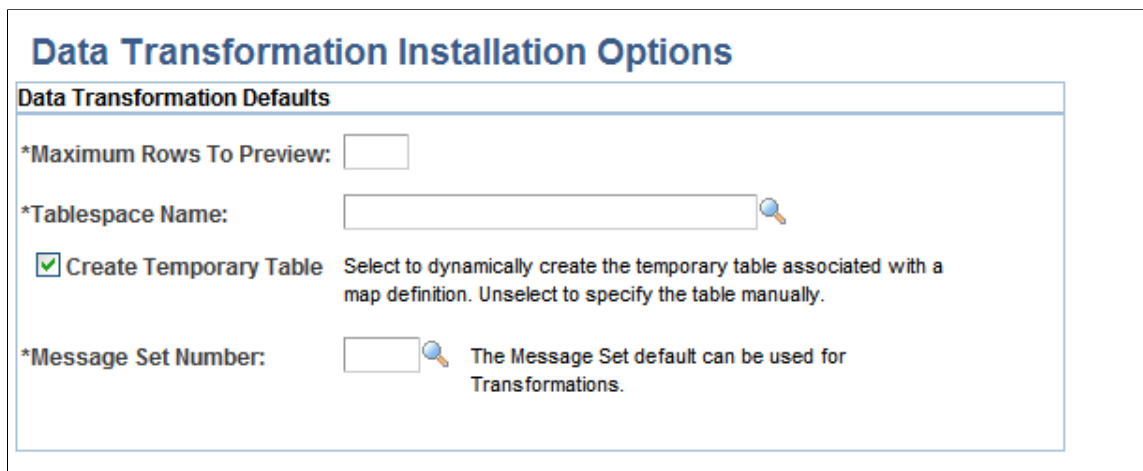 Data Transformation Installation Options
Data Transformation Defaults
*Maximum Rows To Preview:
*Tablespace Name:
Create Temporary Table Select to dynamically create the temporary table associated with a
map definition. Unselect to specify the table manually.
*Message Set Number: The Message Set default can be used for
Transformations.